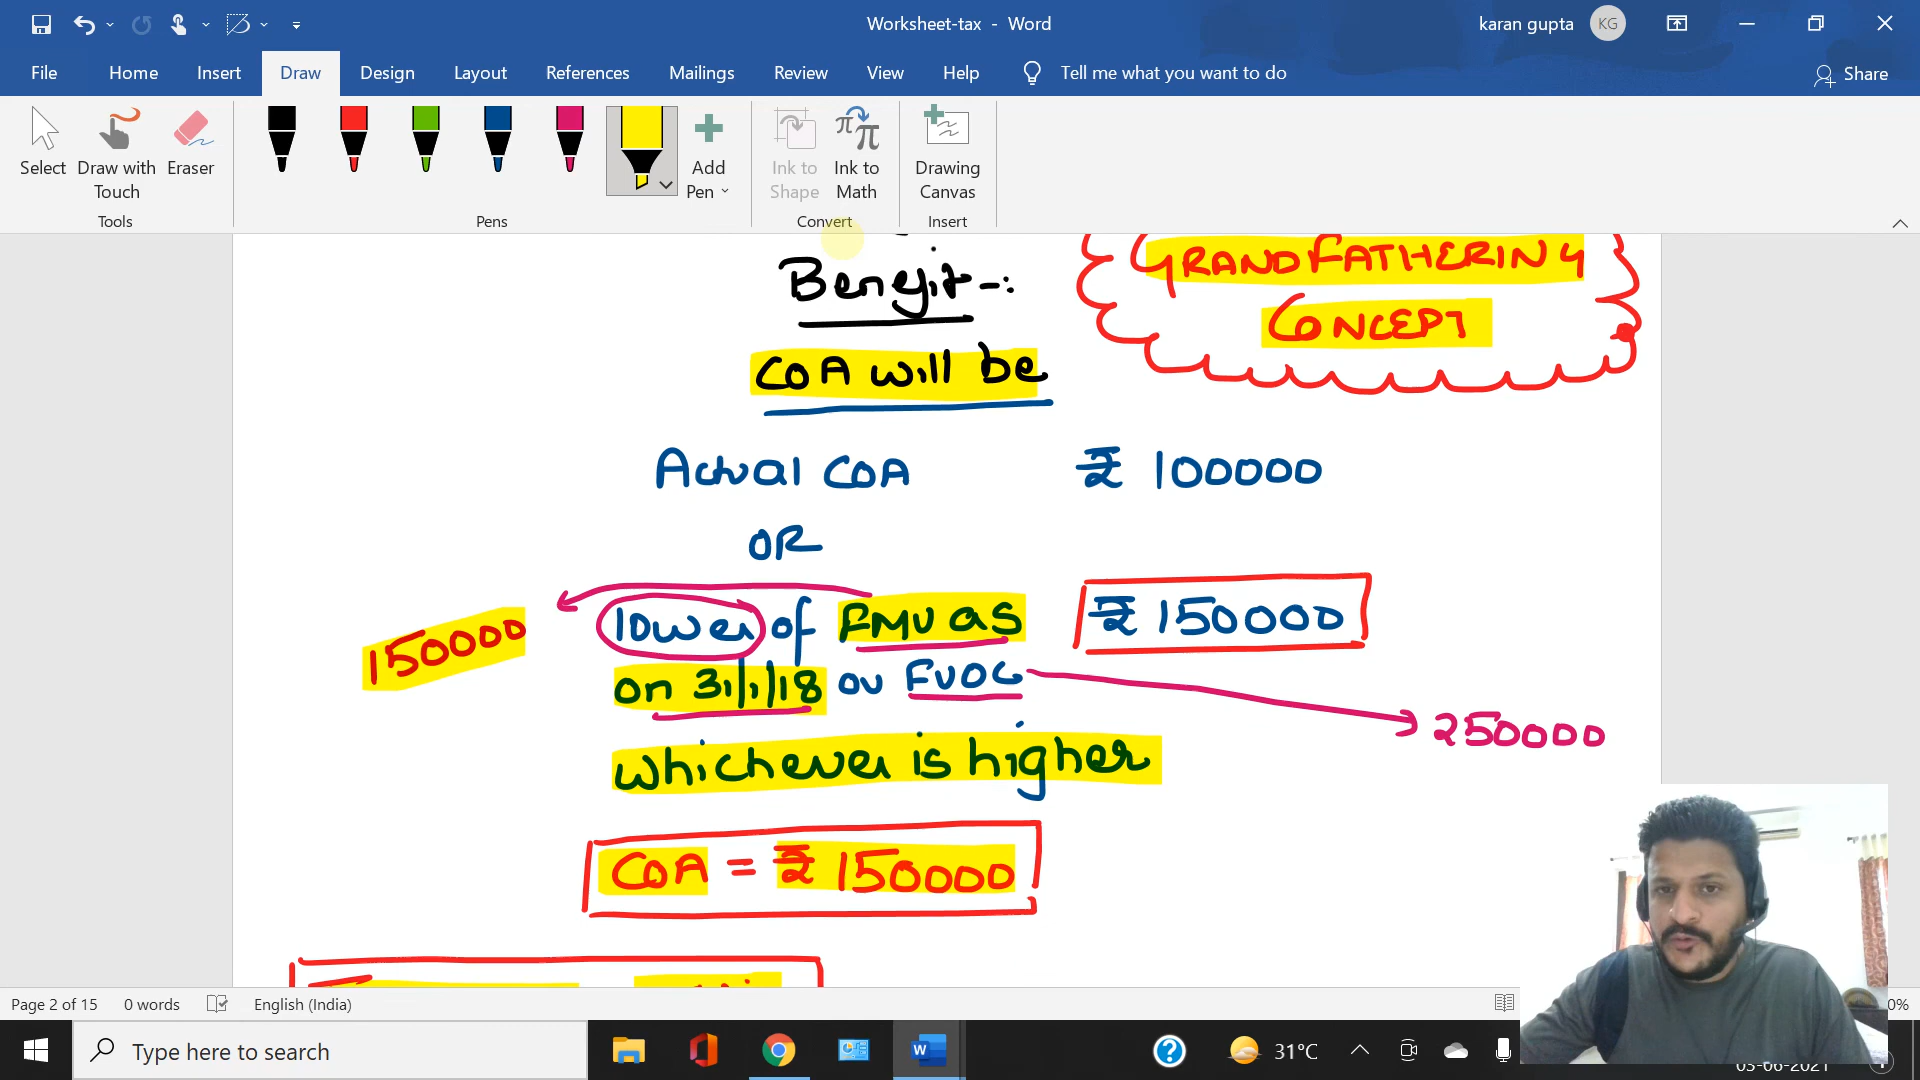 Worksheet-tax - Word
karan gupta
KG
File
Home
Insert
Draw
Design
Layout
References
Mailings
Review
View
Help
Tell me what you want to do
Share
Select
Draw with
Touch
Eraser
Add
Pen
Ink to
Shape
Ink to
Math
Drawing
Canvas
Tools
Pens
Convert
Insert
GRANDFATHERING
CONCEPT
Benefit-:
COA will be
Actual COA ₹ 100000
OR
150000
lower of FMV as ₹ 150000
on 31/1/18 or FVOC
250000
whichever is higher
COA = ₹ 150000
Page 2 of 15
0 words
English (India)
0%
Type here to search
31°C
03-06-2021